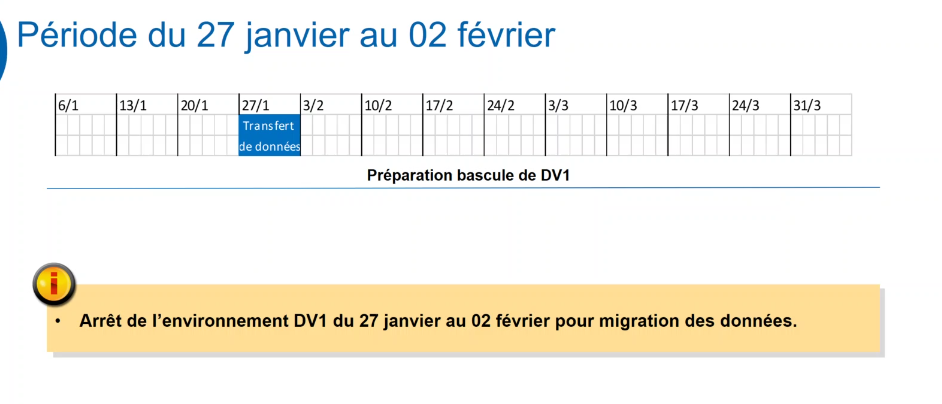 Période du 27 janvier au 02 février
6/1 13/1 20/1 27/1 3/2 10/2 17/2 24/2 3/3 10/3 17/3 24/3 31/3
Transfert
de données
Préparation bascule de DV1
i
• Arrêt de l'environnement DV1 du 27 janvier au 02 février pour migration des données.